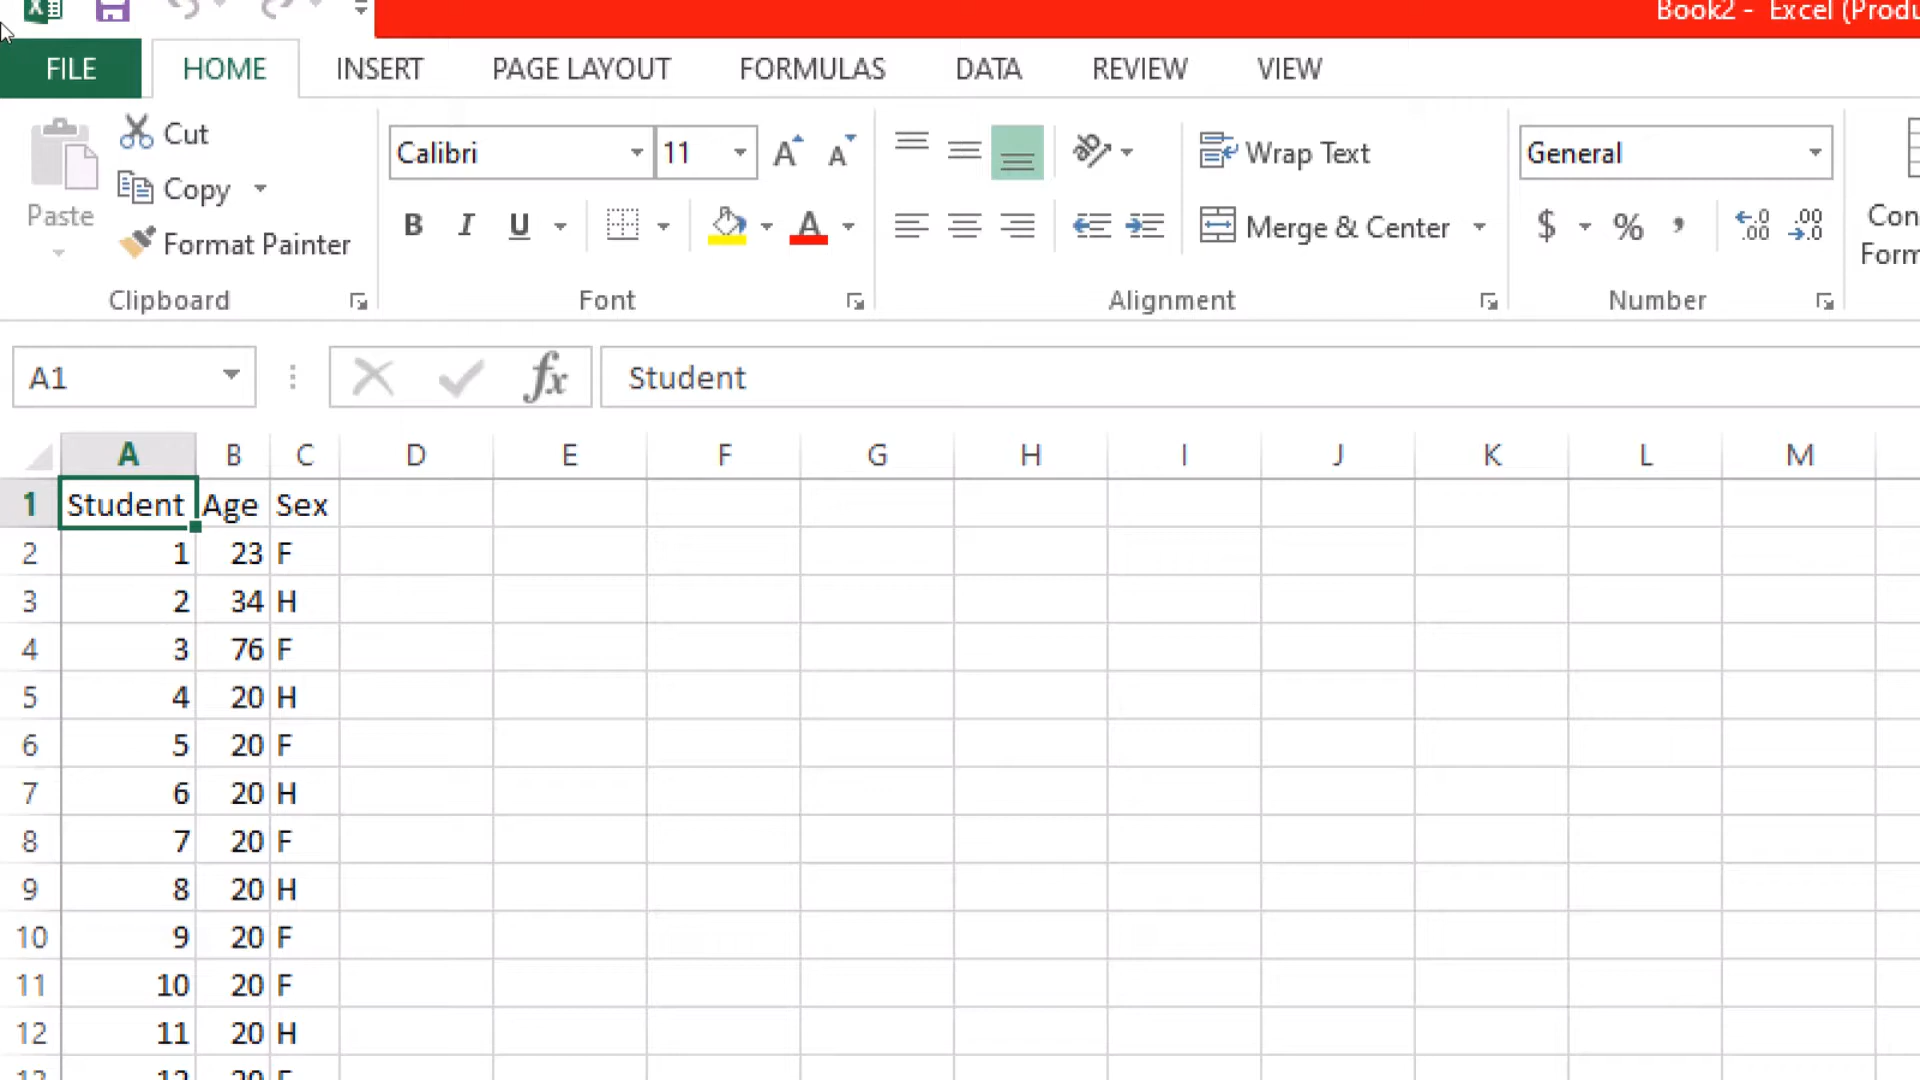 Book2 - Excel (Produ
FILE HOME INSERT PAGE LAYOUT FORMULAS DATA REVIEW VIEW
Paste
Cut
Copy
Format Painter
Clipboard
Calibri 11
B I U A
Font
Wrap Text
Merge & Center
Alignment
General
$ % ,
Number
Con
Form
A1 fx Student
A B C D E F G H I J K L M
1 Student Age Sex
2 1 23 F
3 2 34 H
4 3 76 F
5 4 20 H
6 5 20 F
7 6 20 H
8 7 20 F
9 8 20 H
10 9 20 F
11 10 20 F
12 11 20 H